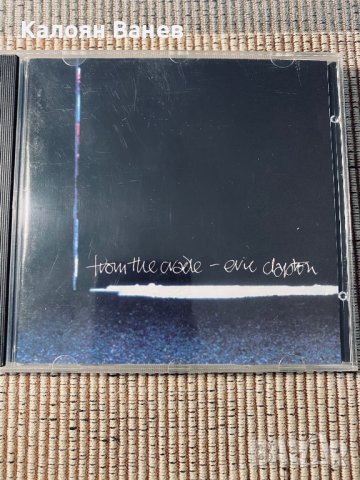 Калоян Ванев
from the cradle - eric clapton